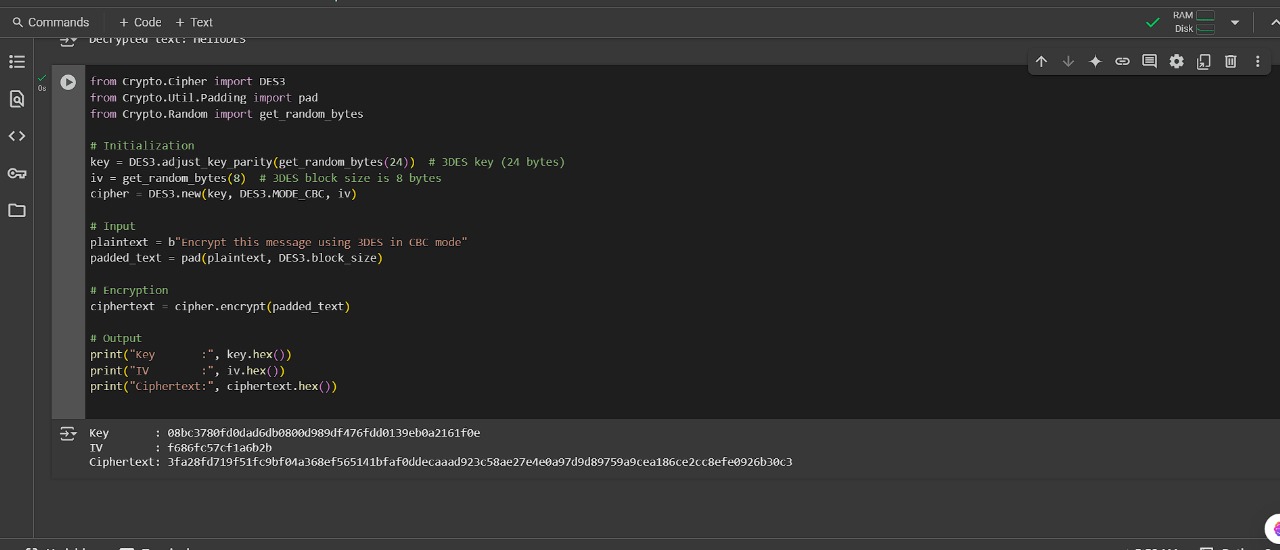 Commands + Code + Text
RAM
Disk
Decrypted text: HelloDES
0s
from Crypto.Cipher import DES3
from Crypto.Util.Padding import pad
from Crypto.Random import get_random_bytes
# Initialization
key = DES3.adjust_key_parity(get_random_bytes(24))  # 3DES key (24 bytes)
iv = get_random_bytes(8)  # 3DES block size is 8 bytes
cipher = DES3.new(key, DES3.MODE_CBC, iv)
# Input
plaintext = b"Encrypt this message using 3DES in CBC mode"
padded_text = pad(plaintext, DES3.block_size)
# Encryption
ciphertext = cipher.encrypt(padded_text)
# Output
print("Key       :", key.hex())
print("IV        :", iv.hex())
print("Ciphertext:", ciphertext.hex())
Key       : 08bc3780fd0dad6db0800d989df476fdd0139eb0a2161f0e
IV        : f686fc57cf1a6b2b
Ciphertext: 3fa28fd719f51fc9bf04a368ef565141bfaf0ddecaaad923c58ae27e4e0a97d9d89759a9cea186ce2cc8efe0926b30c3